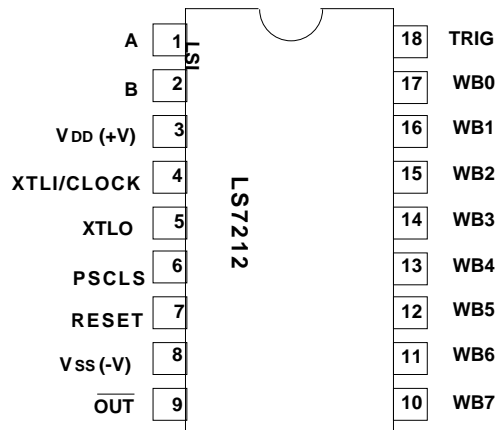 A 1 LSI 18 TRIG
B 2 17 WB0
VDD (+V) 3 16 WB1
XTLI/CLOCK 4 15 WB2
XTLO 5 LS7212 14 WB3
PSCLS 6 13 WB4
RESET 7 12 WB5
VSS (-V) 8 11 WB6
OUT 9 10 WB7